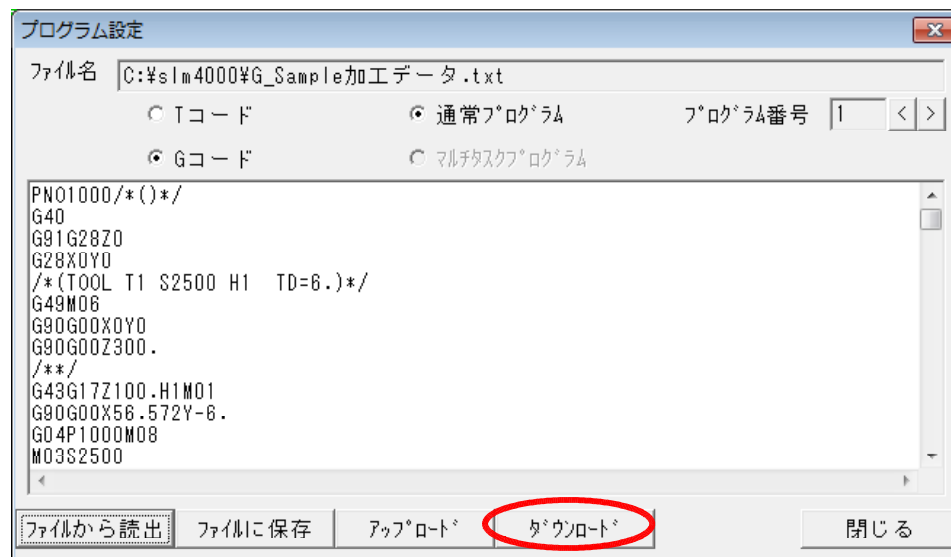 プログラム設定
ﾌｧｲﾙ名 C:¥slm4000¥G_Sample加工データ.txt
Tコード 通常ﾌﾟﾛｸﾞﾗﾑ ﾌﾟﾛｸﾞﾗﾑ番号 1 < >
Gコード ﾏﾙﾁﾀｽｸﾌﾟﾛｸﾞﾗﾑ
PNO1000/*()*/
G40
G91G28Z0
G28X0Y0
/*(TOOL T1 S2500 H1  TD=6.)*/
G49M06
G90G00X0Y0
G90G00Z300.
/**/
G43G17Z100.H1M01
G90G00X56.572Y-6.
G04P1000M08
M03S2500
ﾌｧｲﾙから読出 ﾌｧｲﾙに保存 ｱｯﾌﾟﾛｰﾄﾞ ﾀﾞｳﾝﾛｰﾄﾞ 閉じる